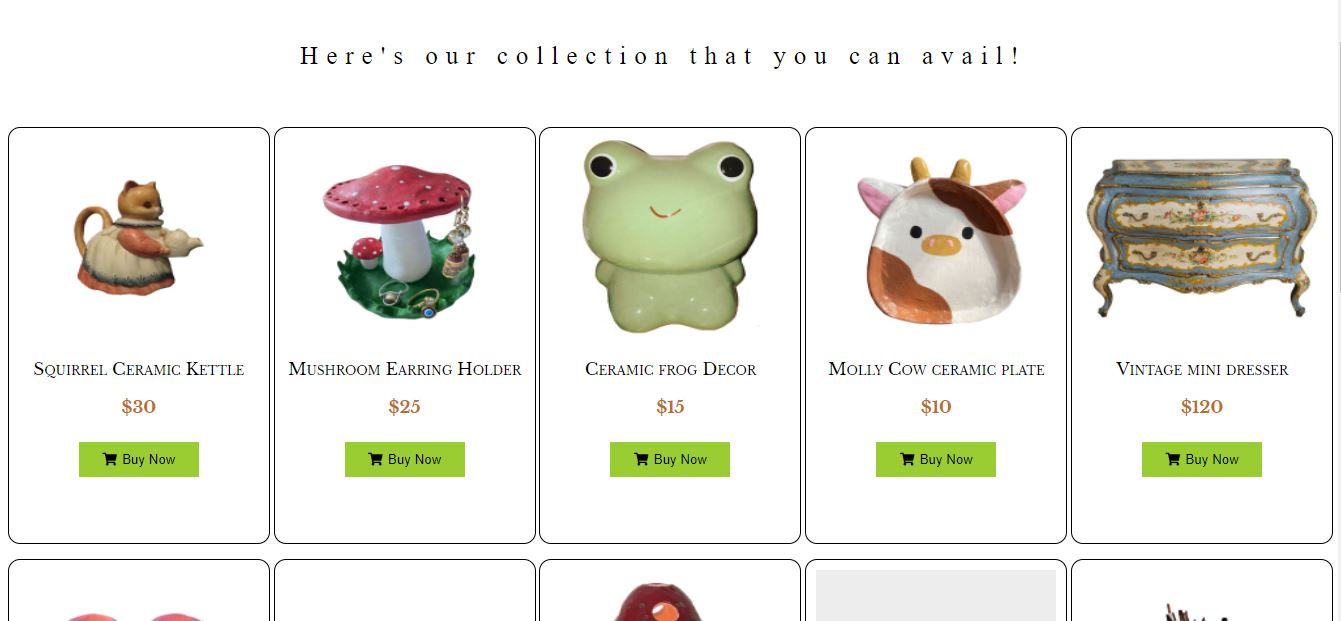 Here's our collection that you can avail!
Squirrel Ceramic Kettle
$30
Buy Now
Mushroom Earring Holder
$25
Buy Now
Ceramic frog Decor
$15
Buy Now
Molly Cow ceramic plate
$10
Buy Now
Vintage mini dresser
$120
Buy Now